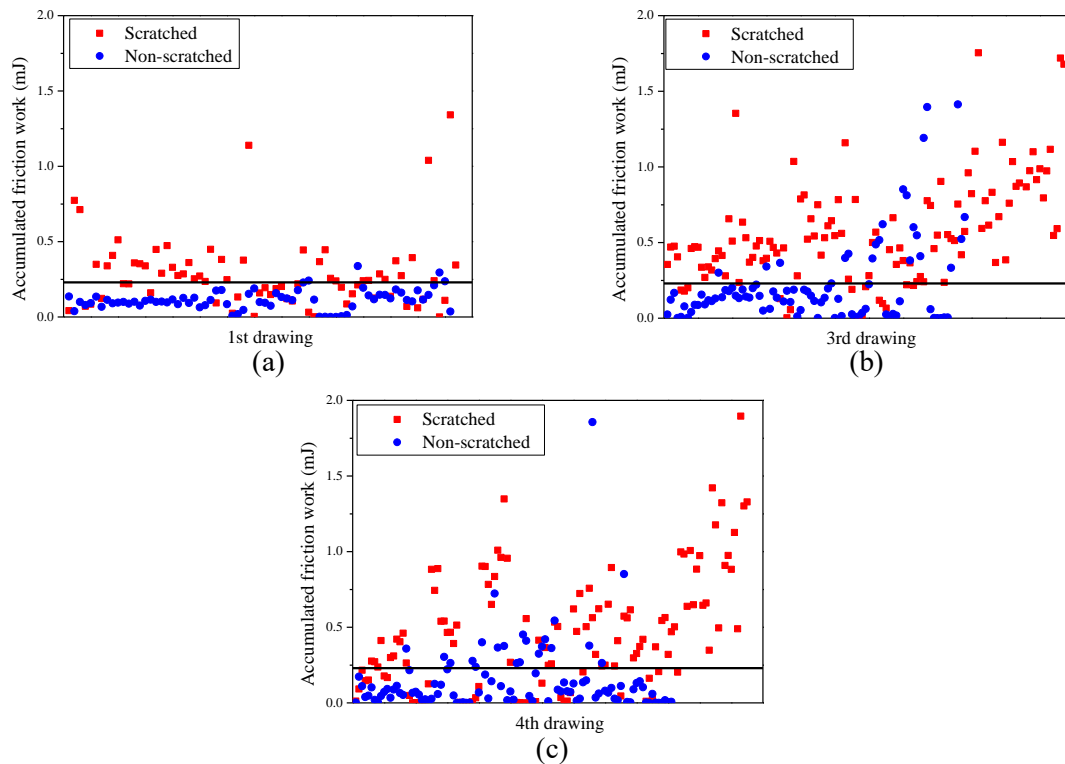 2.0
1.5
1.0
0.5
0.0
Accumulated friction work (mJ)
Scratched
Non-scratched
1st drawing
(a)
2.0
1.5
1.0
0.5
0.0
Accumulated friction work (mJ)
Scratched
Non-scratched
3rd drawing
(b)
2.0
1.5
1.0
0.5
0.0
Accumulated friction work (mJ)
Scratched
Non-scratched
4th drawing
(c)